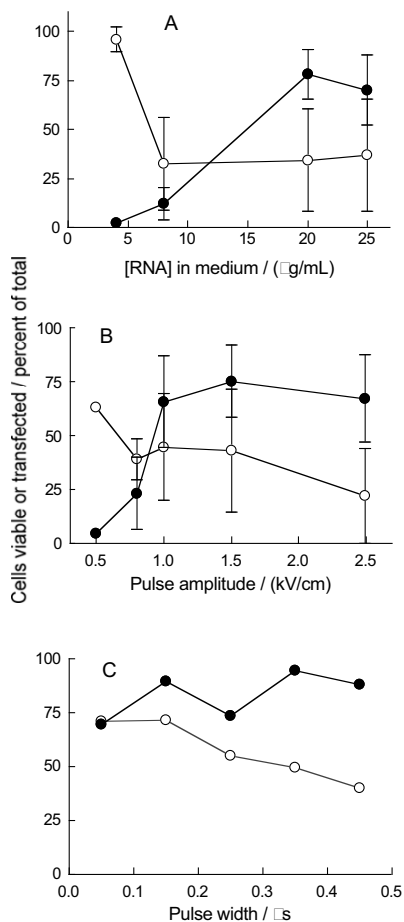 A
100
75
50
25
0
0 5 10 15 20 25
[RNA] in medium / (□g/mL)
Cells viable or transfected / percent of total
B
100
75
50
25
0
0.5 1.0 1.5 2.0 2.5
Pulse amplitude / (kV/cm)
C
100
75
50
25
0
0.0 0.1 0.2 0.3 0.4 0.5
Pulse width / □s